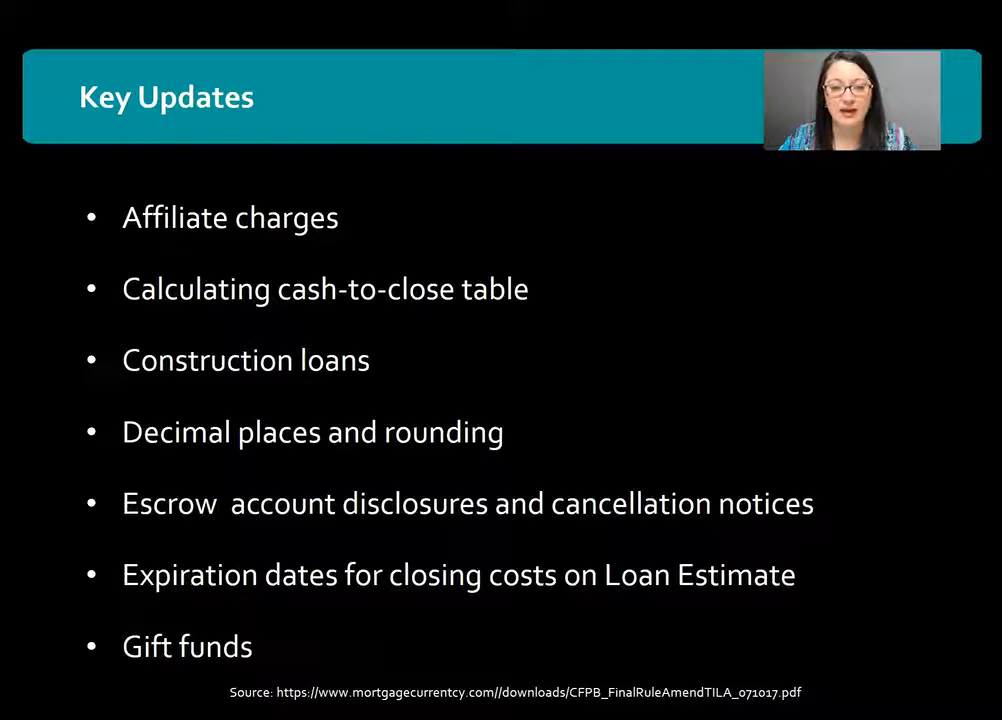 Key Updates
• Affiliate charges
• Calculating cash-to-close table
• Construction loans
• Decimal places and rounding
• Escrow  account disclosures and cancellation notices
• Expiration dates for closing costs on Loan Estimate
• Gift funds
Source: https://www.mortgagecurrentcy.com//downloads/CFPB_FinalRuleAmendTILA_071017.pdf